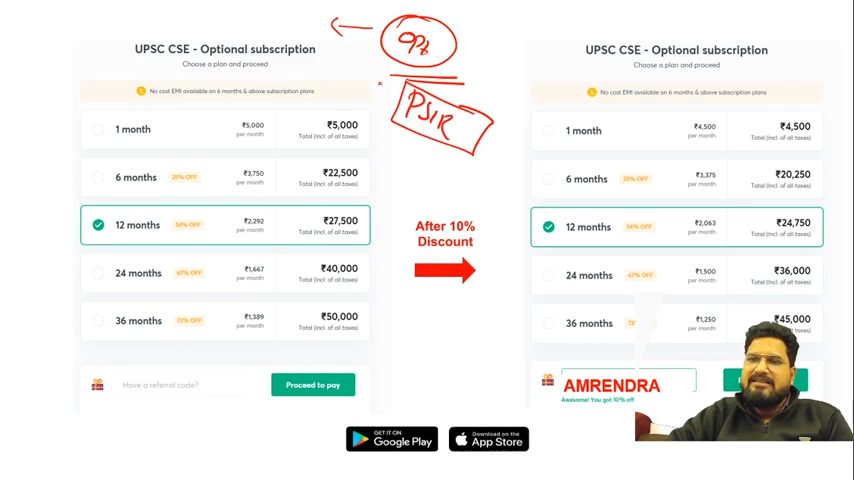 UPSC CSE - Optional subscription
Choose a plan and proceed
No cost EMI available on 6 months & above subscription plans
1 month ₹5,000 per month ₹5,000 Total (Incl. of all taxes)
6 months 25% OFF ₹3,750 per month ₹22,500 Total (Incl. of all taxes)
12 months 54% OFF ₹2,292 per month ₹27,500 Total (Incl. of all taxes)
24 months 67% OFF ₹1,667 per month ₹40,000 Total (Incl. of all taxes)
36 months 72% OFF ₹1,389 per month ₹50,000 Total (Incl. of all taxes)
Have a referral code? Proceed to pay
PSIR
After 10%
Discount
UPSC CSE - Optional subscription
Choose a plan and proceed
No cost EMI available on 6 months & above subscription plans
1 month ₹4,500 per month ₹4,500 Total (Incl. of all taxes)
6 months 25% OFF ₹3,375 per month ₹20,250 Total (Incl. of all taxes)
12 months 54% OFF ₹2,063 per month ₹24,750 Total (Incl. of all taxes)
24 months 67% OFF ₹1,500 per month ₹36,000 Total (Incl. of all taxes)
36 months ₹1,250 per month ₹45,000 Total (Incl. of all taxes)
AMRENDRA
Awesome! You got 10% off
GET IT ON
Google Play
Download on the
App Store